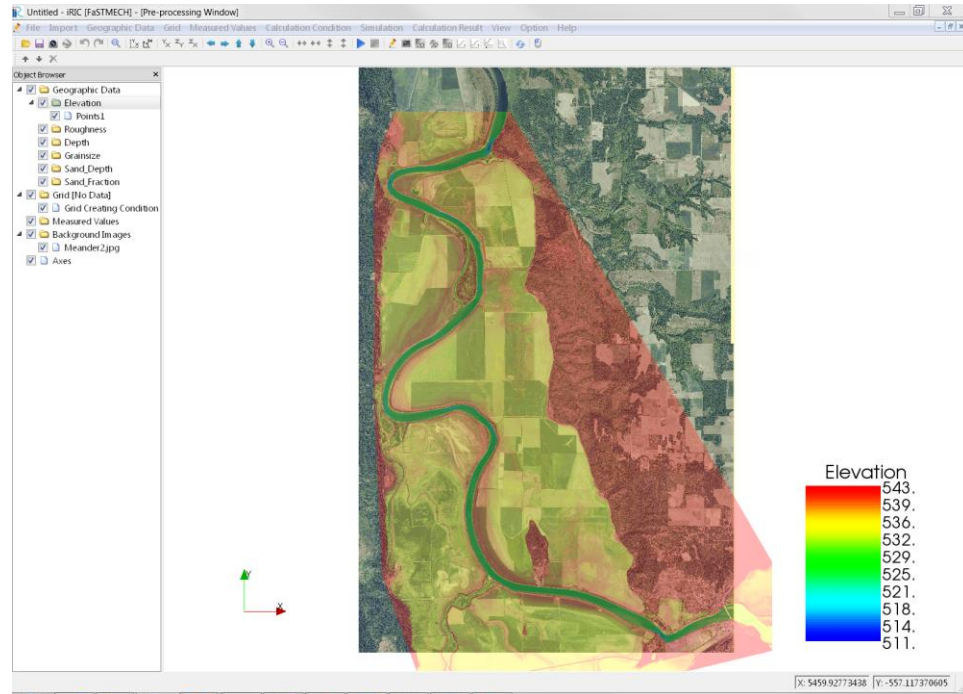 Untitled - iRIC [FaSTMECH] - [Pre-processing Window]
File Import Geographic Data Grid Measured Values Calculation Condition Simulation Calculation Result View Option Help
Object Browser
Geographic Data
Elevation
Points1
Roughness
Depth
Grainsize
Sand_Depth
Sand_Fraction
Grid [No Data]
Grid Creating Condition
Measured Values
Background Images
Meander2.jpg
Axes
Y
X
Elevation
543.
539.
536.
532.
529.
525.
521.
518.
514.
511.
X: 5459.92773438 Y: -557.117370605